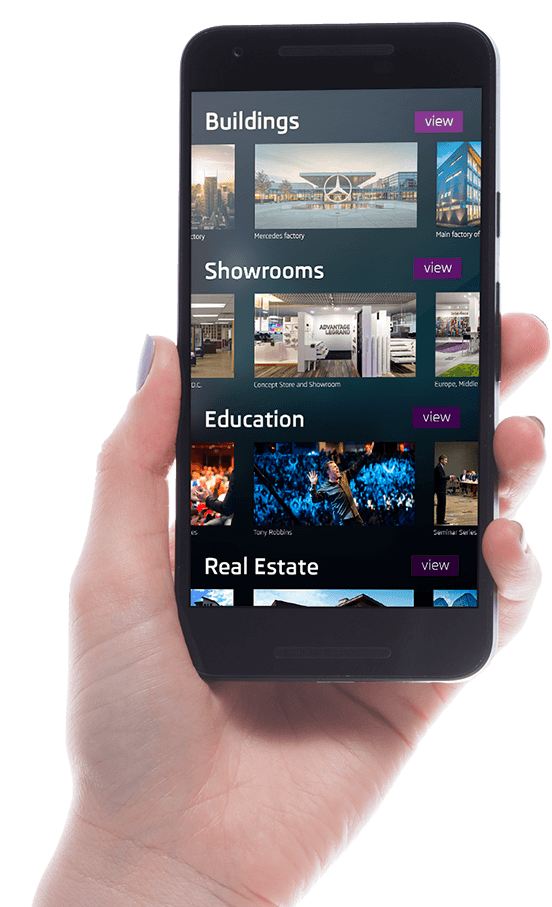 Buildings
view
ctory
Mercedes factory
Main factory of
Showrooms
view
ADVANTAGE
LEGRAND
D.C.
Concept Store and Showroom
Europe, Middle
Education
view
es
Tony Robbins
Seminal Series
Real Estate
view